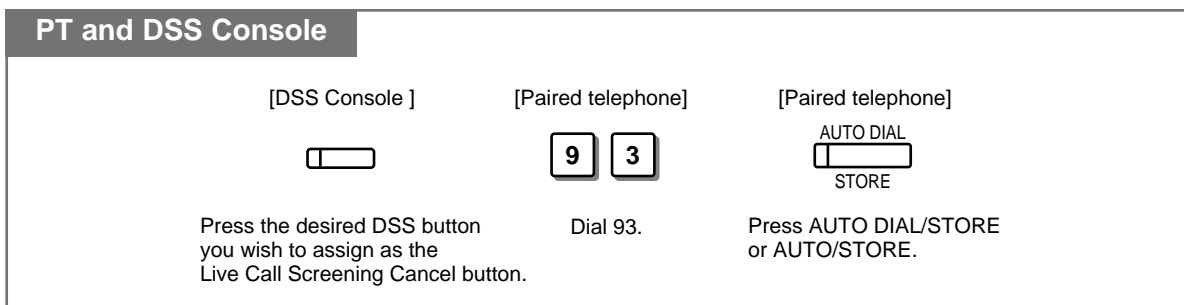 PT and DSS Console
[DSS Console ]
[Paired telephone]
[Paired telephone]
9 3
AUTO DIAL
STORE
Press the desired DSS button
you wish to assign as the
Live Call Screening Cancel button.
Dial 93.
Press AUTO DIAL/STORE
or AUTO/STORE.